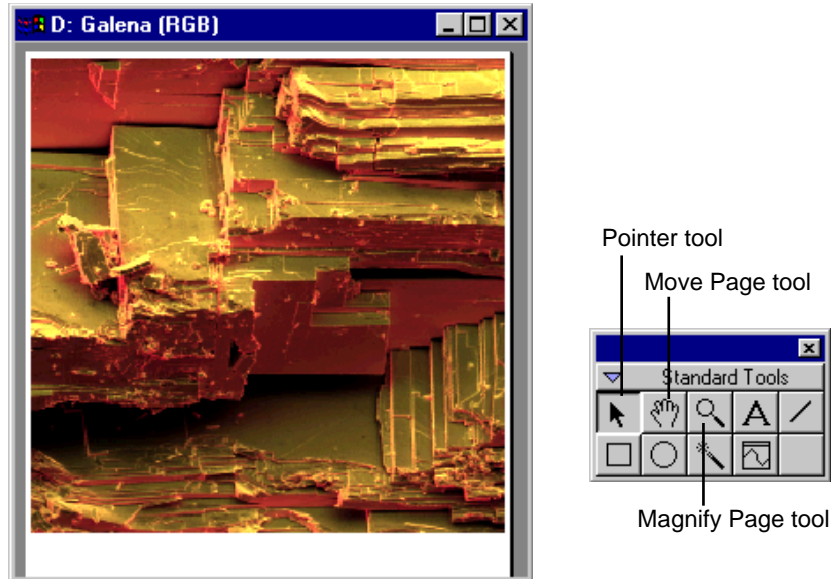 D: Galena (RGB)
Pointer tool
Move Page tool
Standard Tools
A
Magnify Page tool